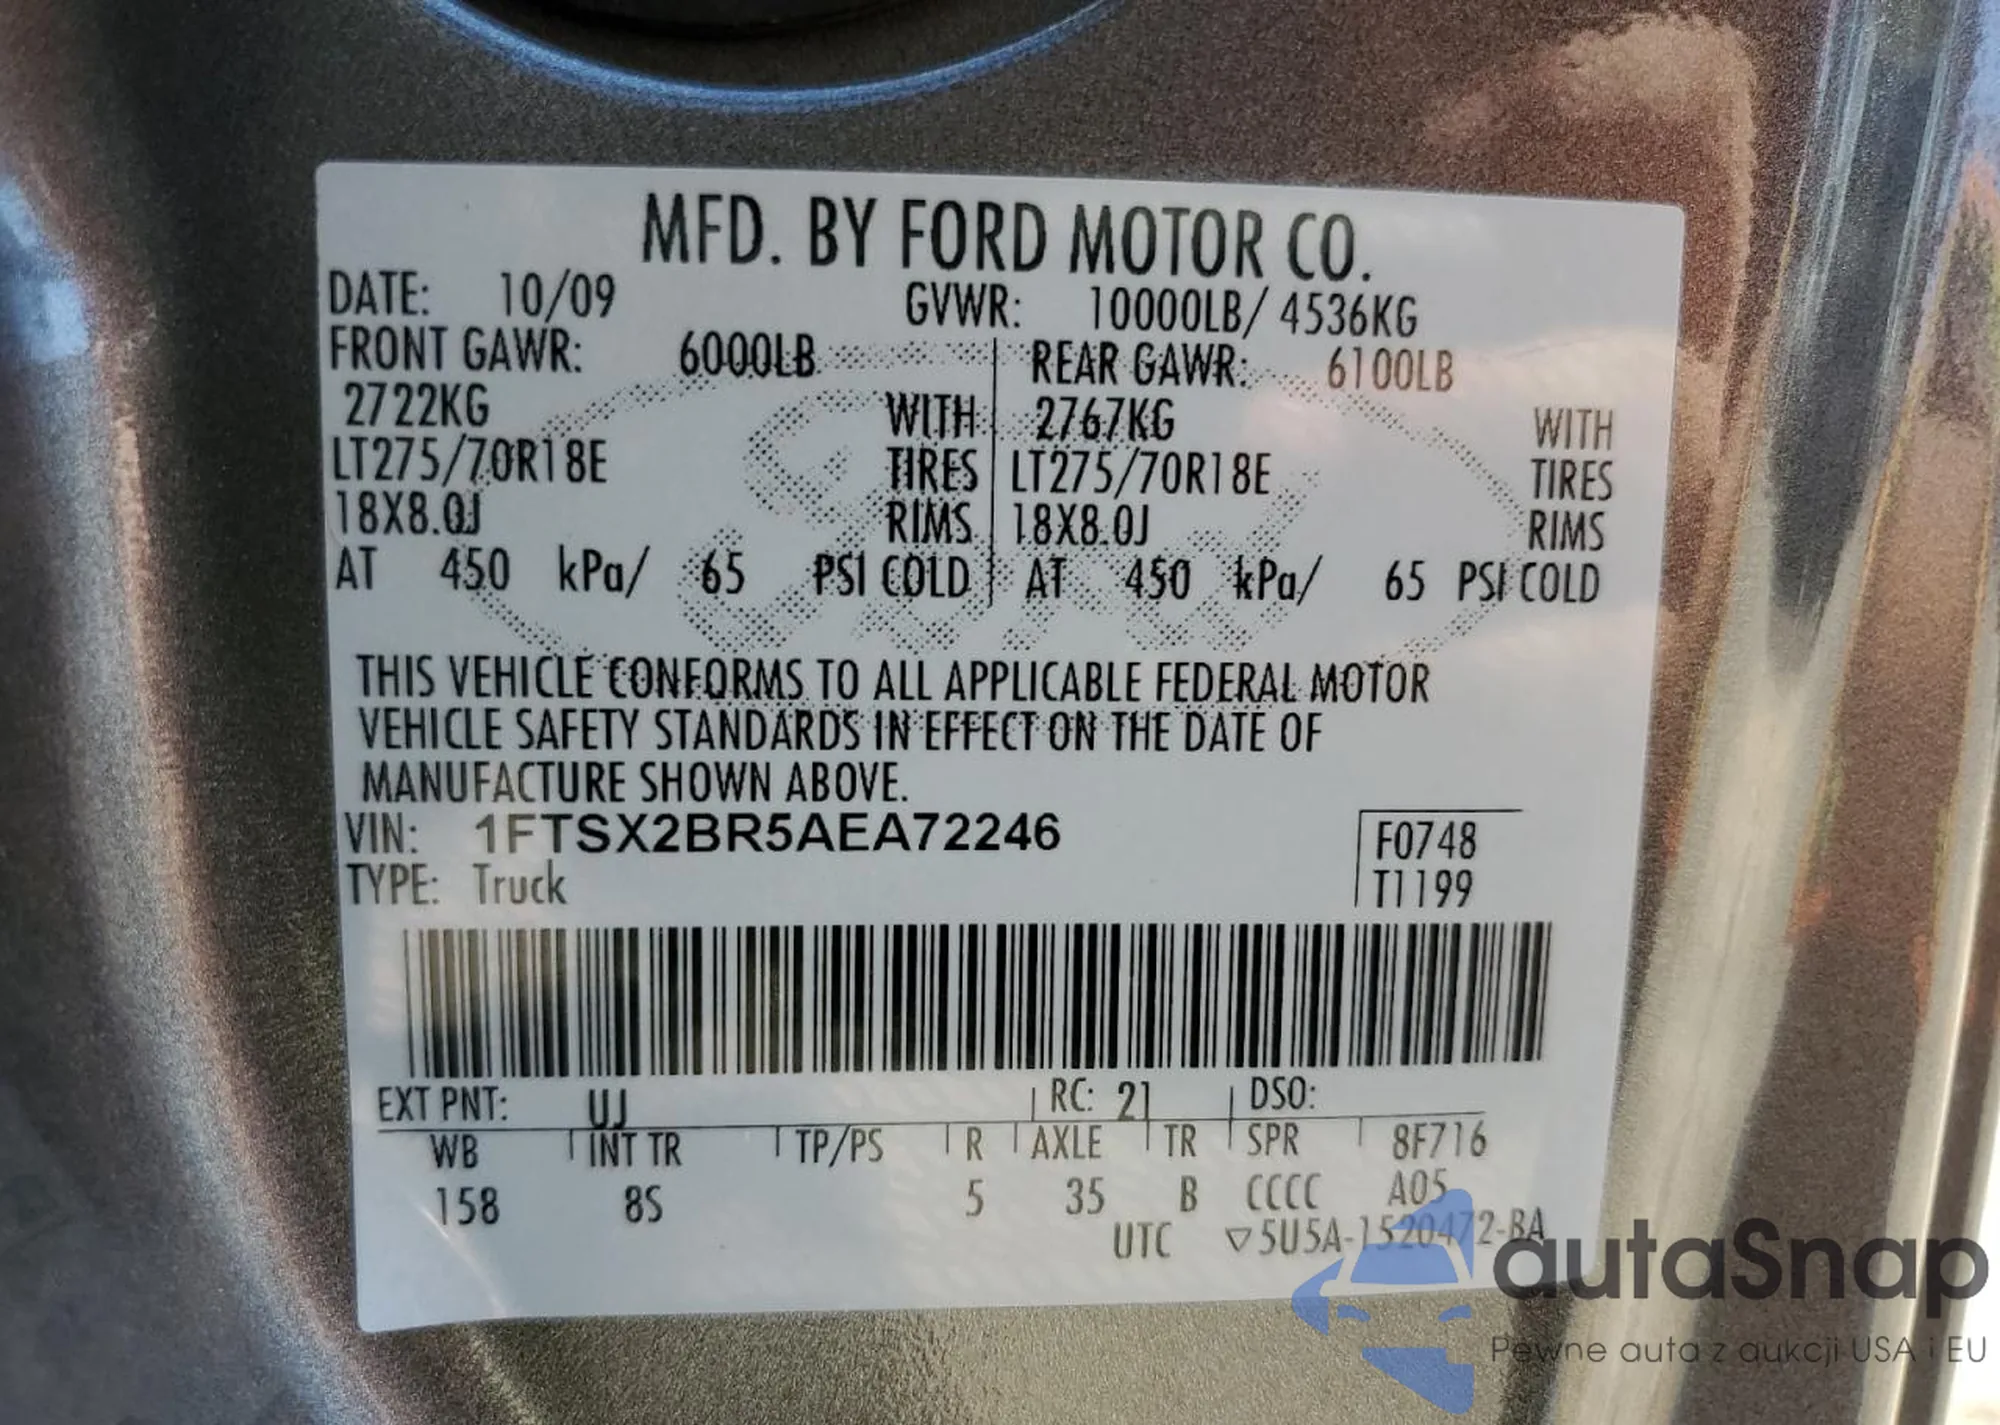 MFD. BY FORD MOTOR CO.
DATE: 10/09 GVWR: 10000LB/ 4536KG
FRONT GAWR: 6000LB REAR GAWR: 6100LB
2722KG WITH 2767KG WITH
LT275/70R18E TIRES LT275/70R18E TIRES
18X8.0J RIMS 18X8.0J RIMS
AT 450 kPa/ 65 PSI COLD AT 450 kPa/ 65 PSI COLD
THIS VEHICLE CONFORMS TO ALL APPLICABLE FEDERAL MOTOR
VEHICLE SAFETY STANDARDS IN EFFECT ON THE DATE OF
MANUFACTURE SHOWN ABOVE.
VIN: 1FTSX2BR5AEA72246 F0748
TYPE: Truck T1199
EXT PNT: UJ RC: 21 DSO:
WB INT TR TP/PS R AXLE TR SPR 8F716
158 8S 5 35 B CCCC A05
UTC ▽5U5A-1520472-BA
autaSnap
Pewne auta z aukcji USA i EU